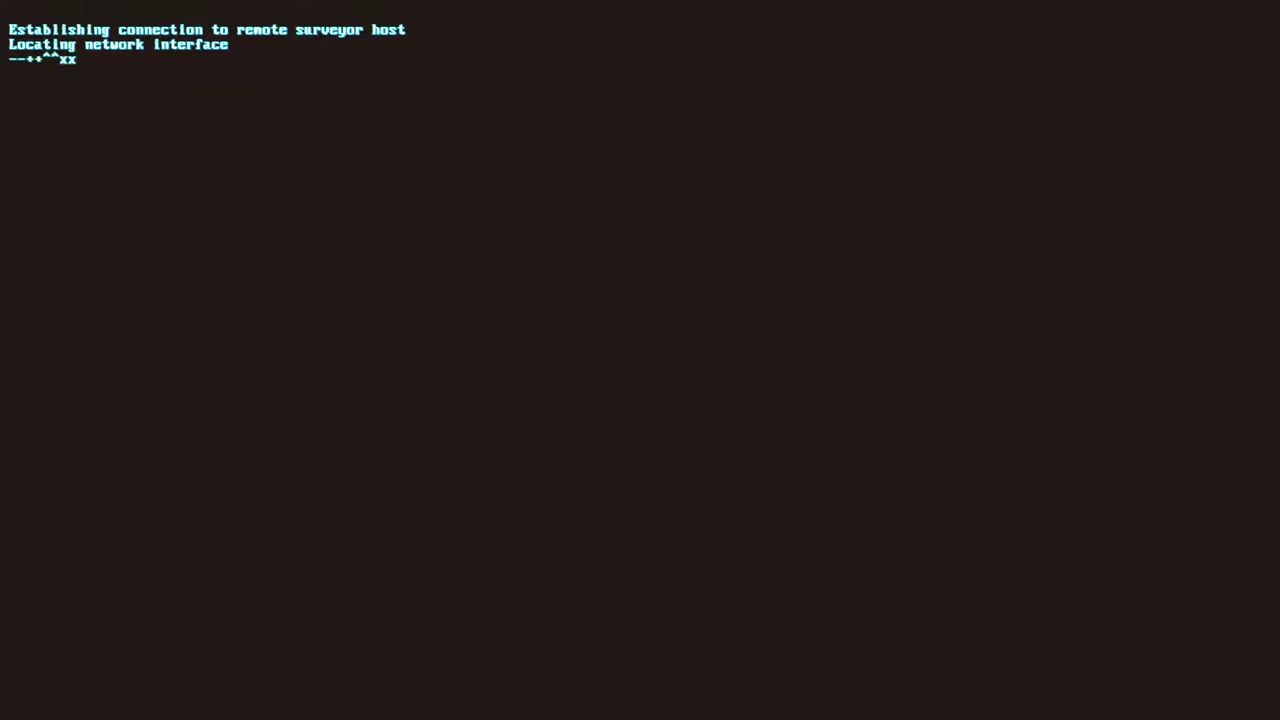 Establishing connection to remote surveyor host
Locating network interface
--++^^xx